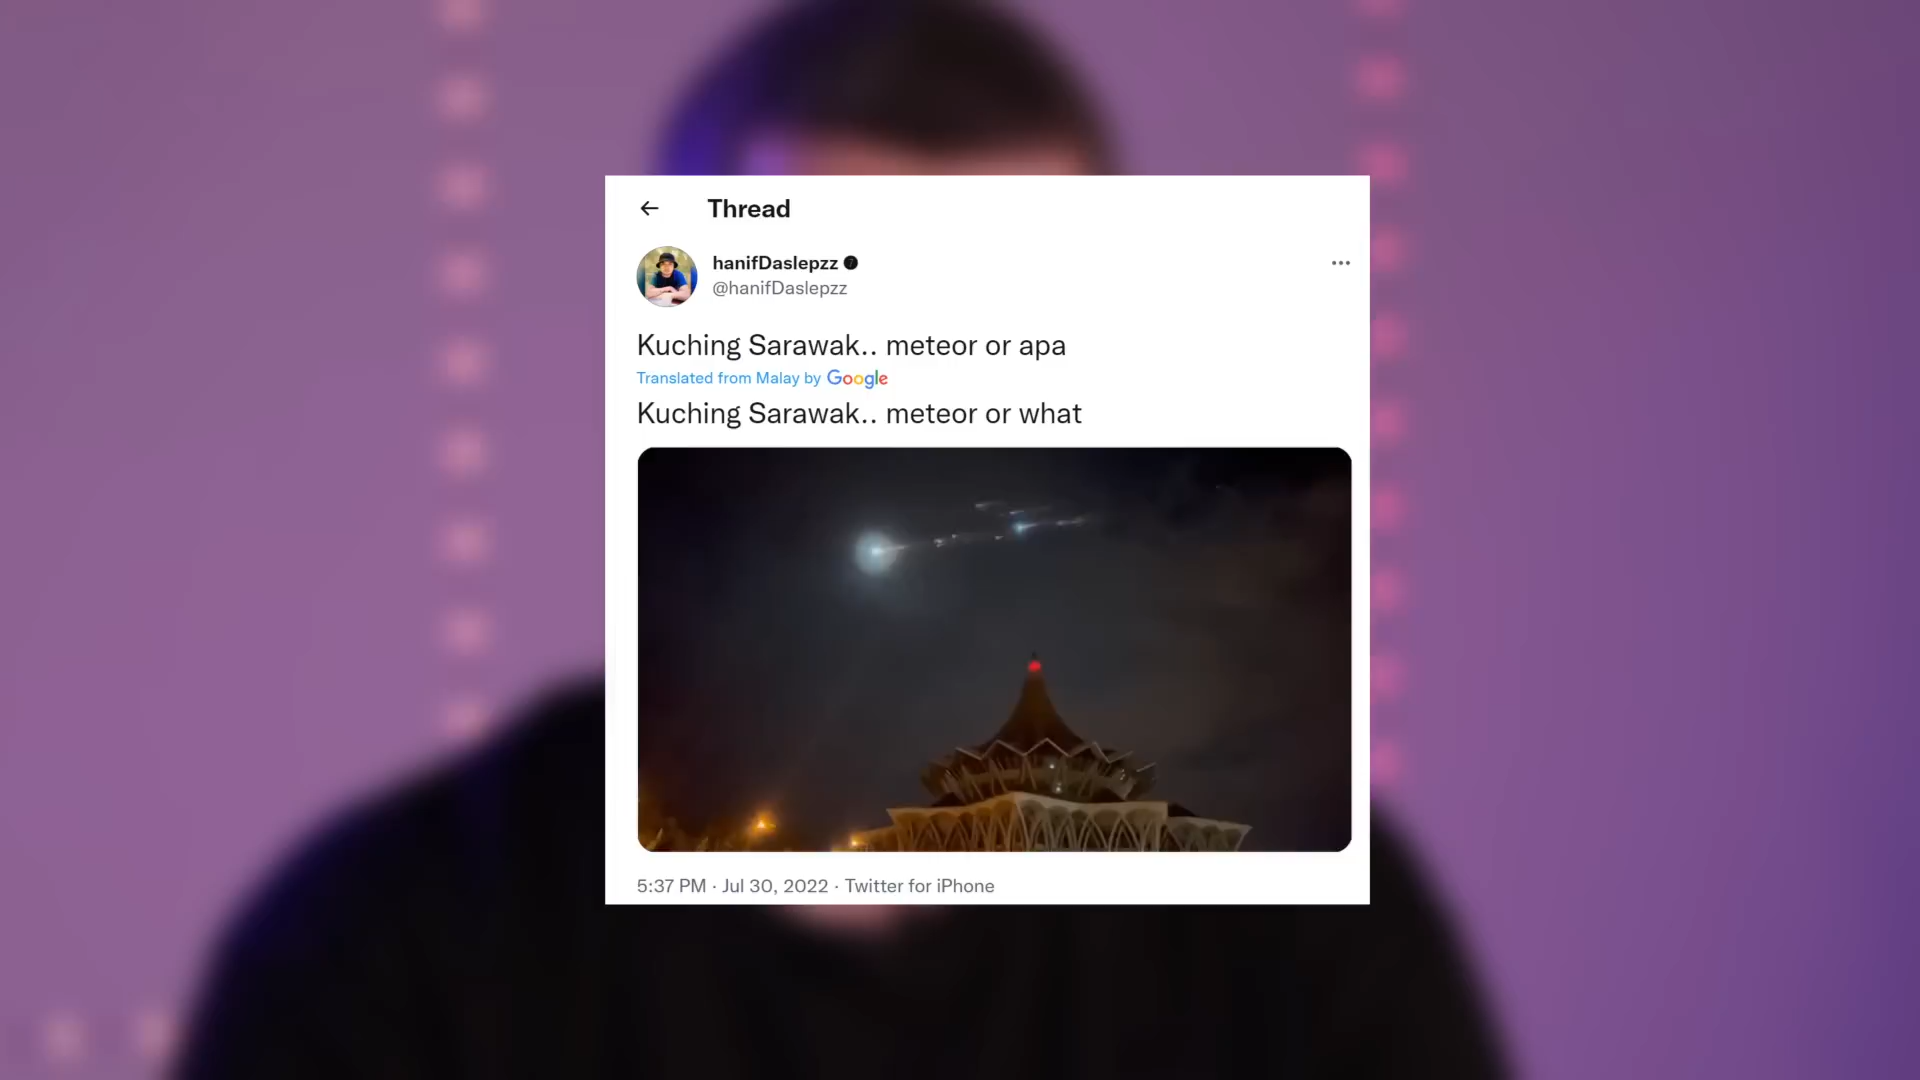 Thread
hanifDaslepzz
@hanifDaslepzz
Kuching Sarawak.. meteor or apa
Translated from Malay by Google
Kuching Sarawak.. meteor or what
5:37 PM · Jul 30, 2022 · Twitter for iPhone